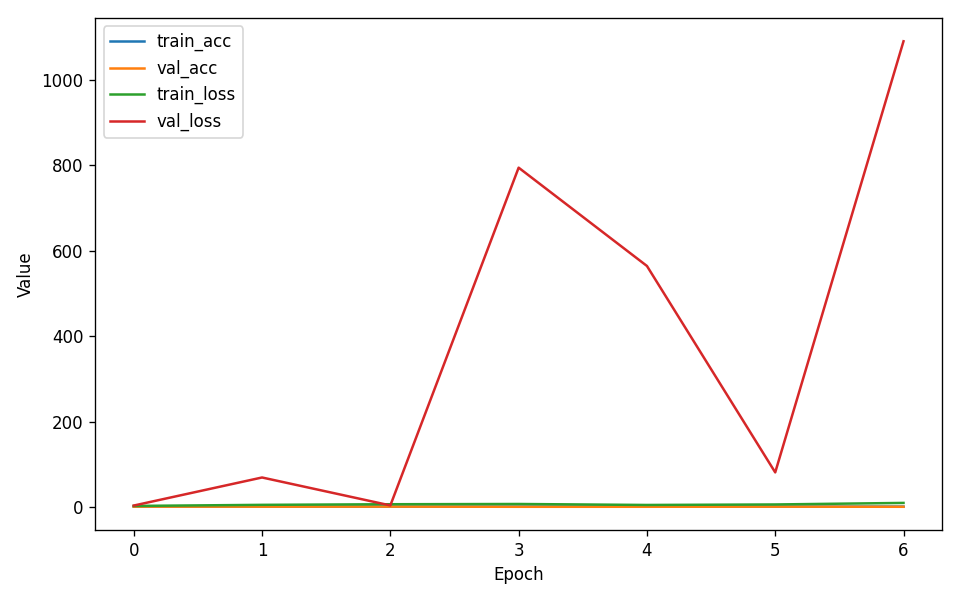 train_acc
val_acc
train_loss
val_loss
1000
800
600
400
200
0
Value
0 1 2 3 4 5 6
Epoch